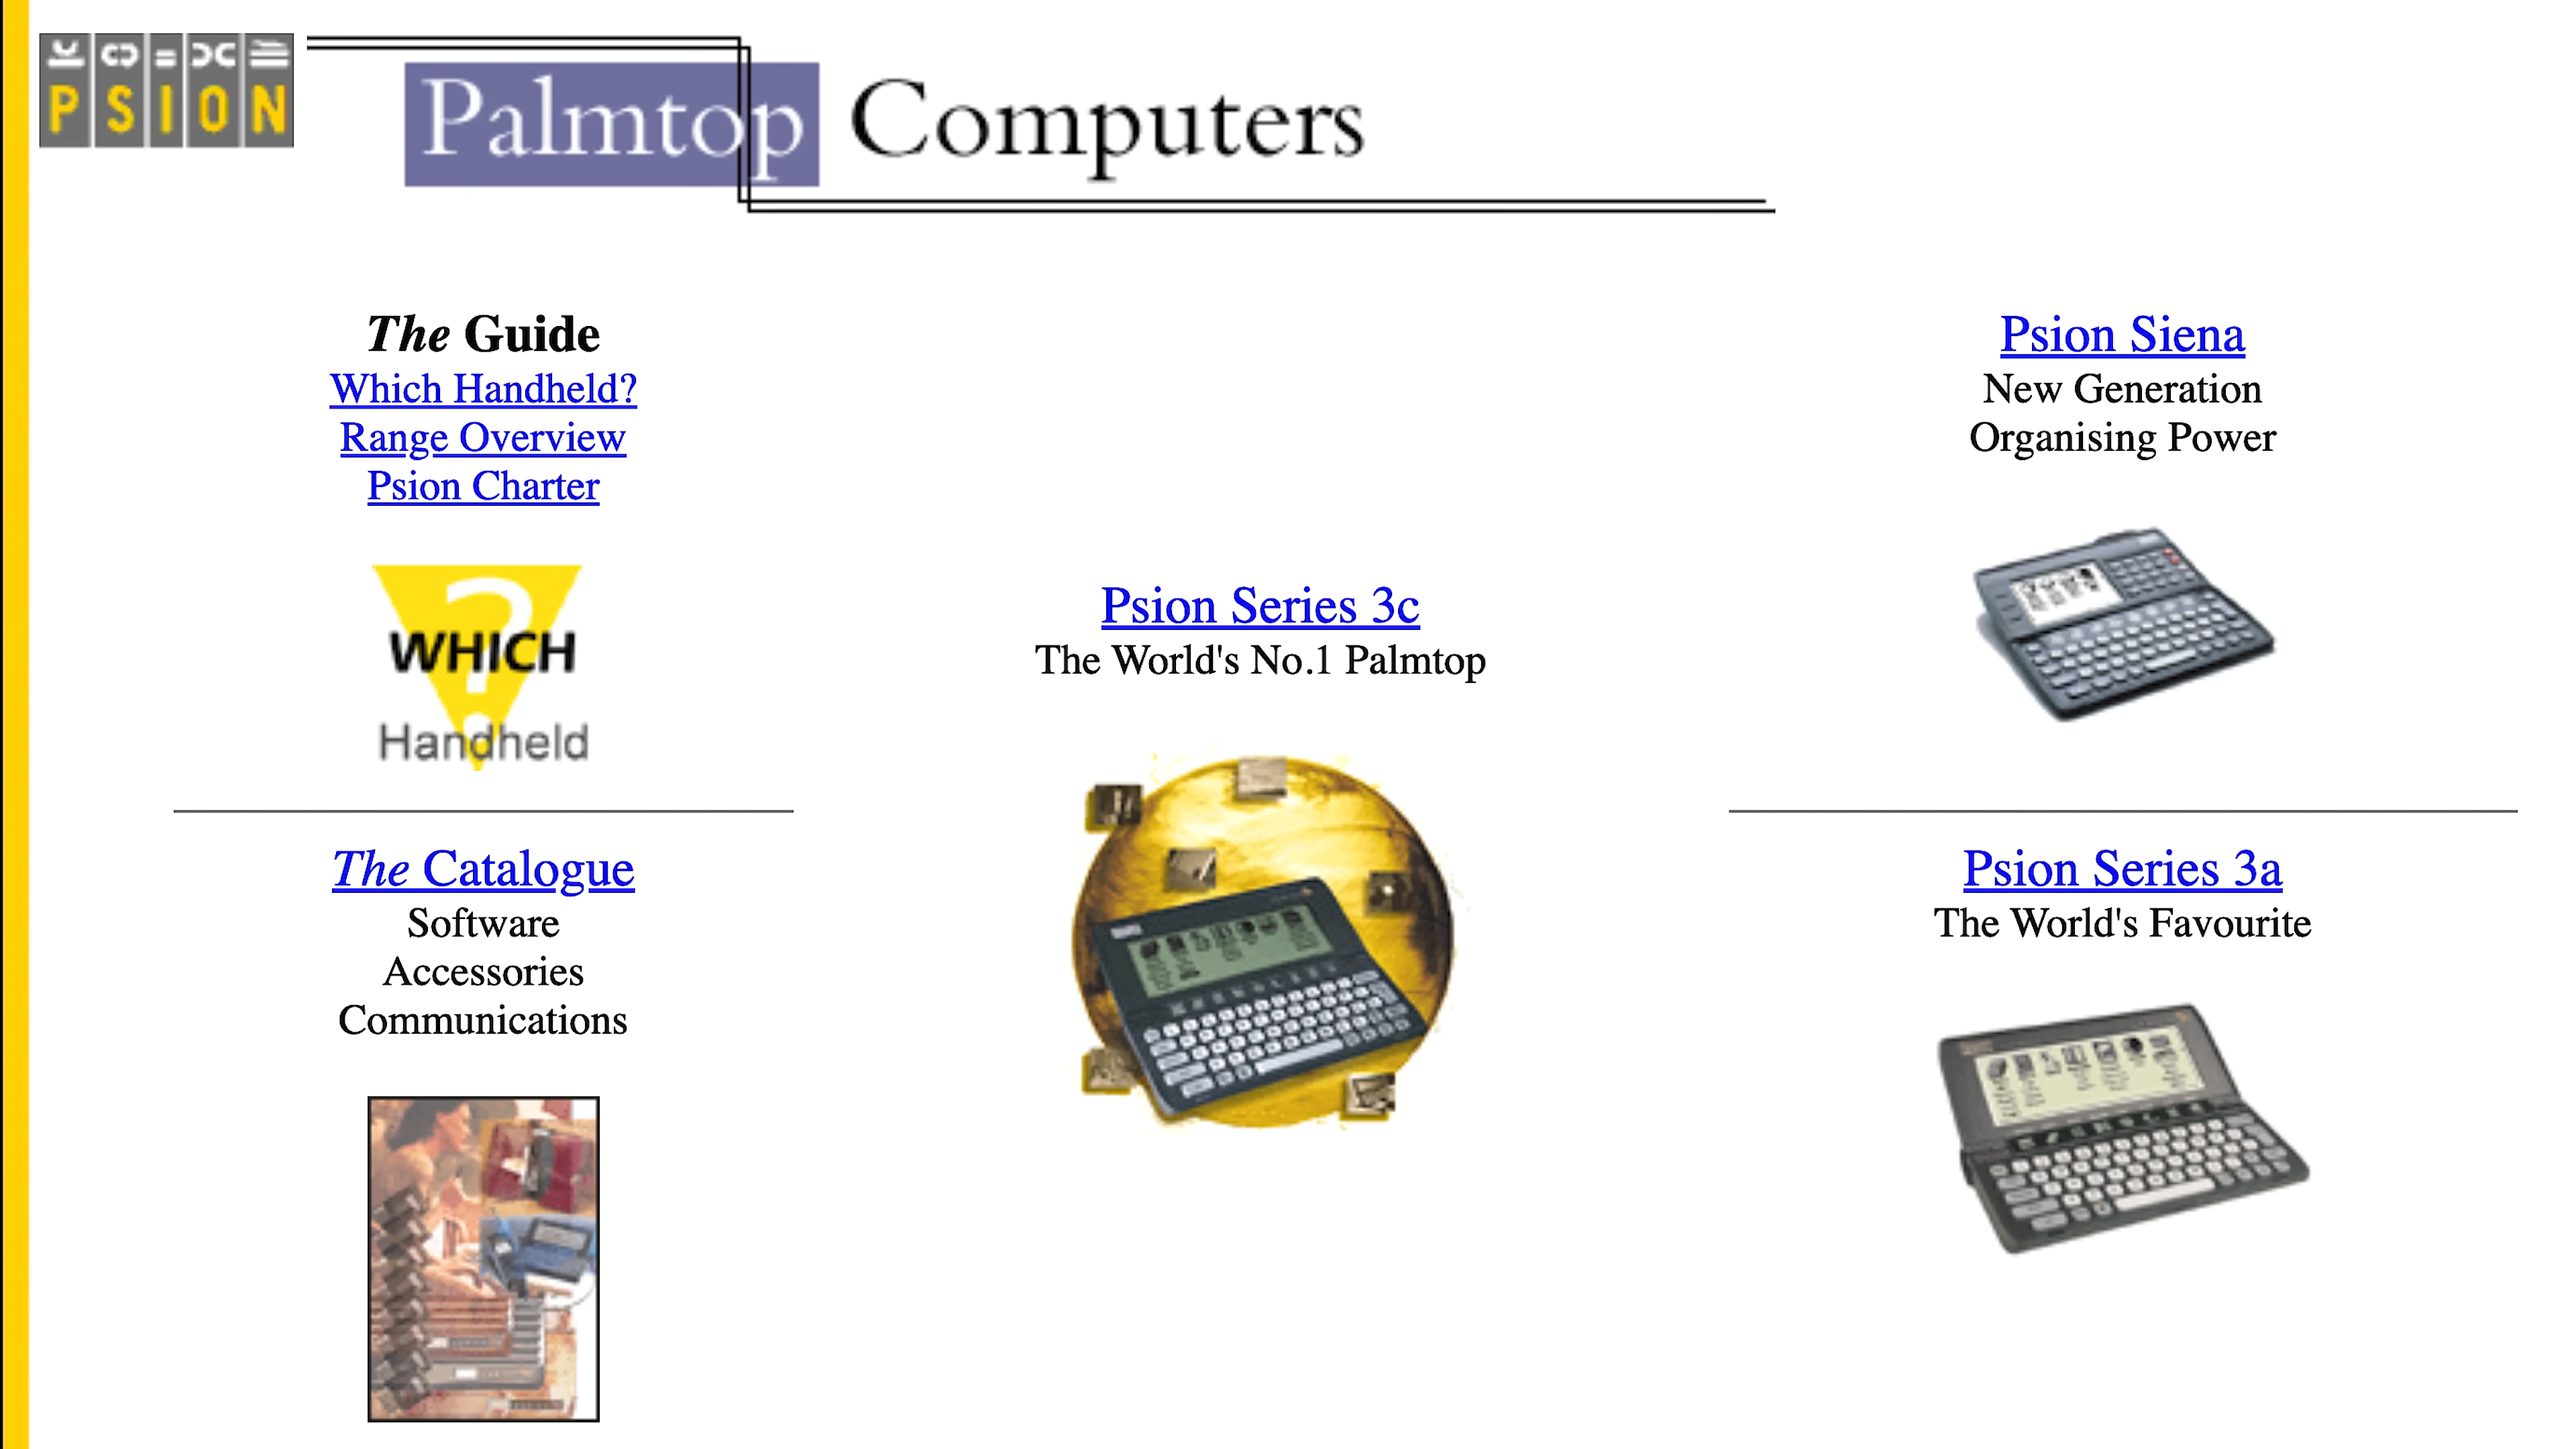 PSION
Palmtop Computers
The Guide
Which Handheld?
Range Overview
Psion Charter
?
WHICH
Handheld
The Catalogue
Software
Accessories
Communications
Psion Series 3c
The World's No.1 Palmtop
Psion Siena
New Generation
Organising Power
Psion Series 3a
The World's Favourite